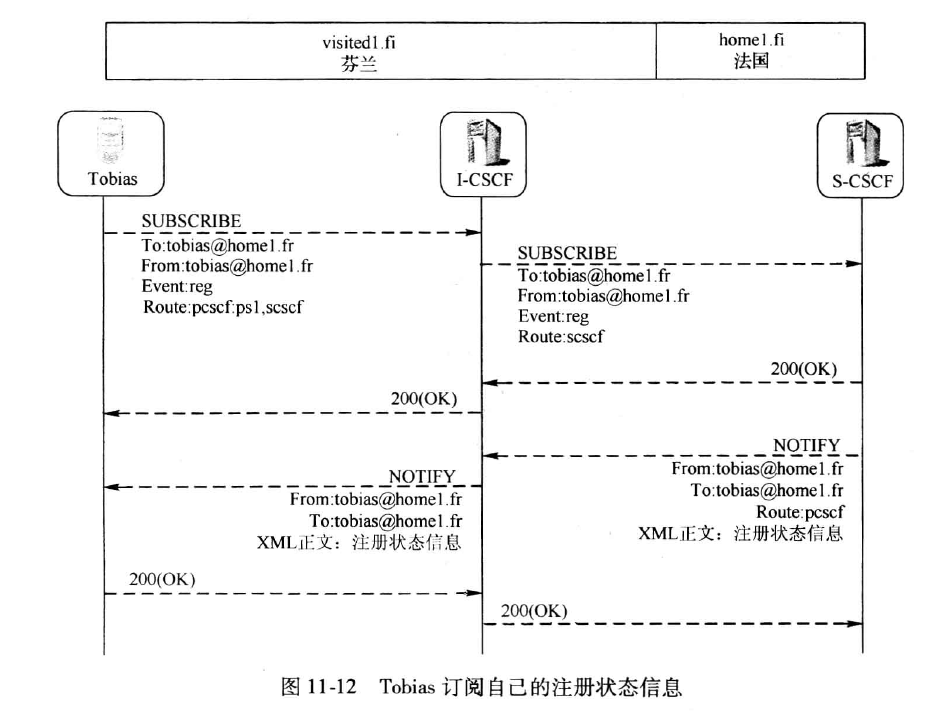 visited1.fi
芬兰
home1.fi
法国
Tobias
I-CSCF
S-CSCF
SUBSCRIBE
To:tobias@home1.fr
From:tobias@home1.fr
Event:reg
Route:pcscf:ps1,scscf
SUBSCRIBE
To:tobias@home1.fr
From:tobias@home1.fr
Event:reg
Route:scscf
200(OK)
200(OK)
NOTIFY
From:tobias@home1.fr
To:tobias@home1.fr
Route:pcscf
XML正文：注册状态信息
NOTIFY
From:tobias@home1.fr
To:tobias@home1.fr
XML正文：注册状态信息
200(OK)
200(OK)
图 11-12 Tobias 订阅自己的注册状态信息